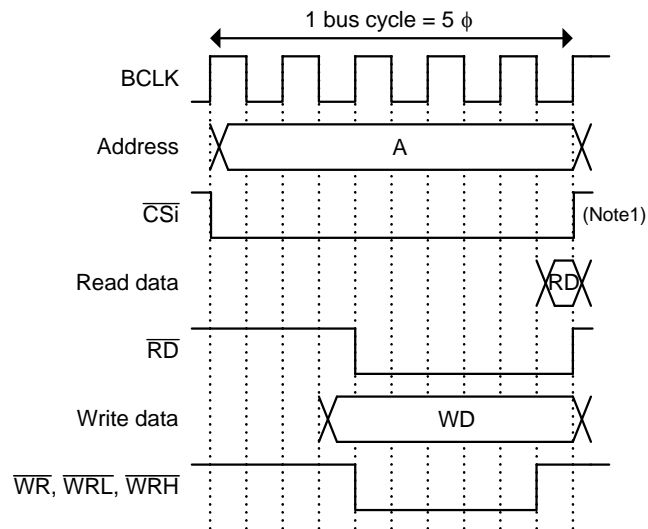 1 bus cycle = 5 ϕ
BCLK
Address
A
CSi
(Note1)
Read data
RD
RD
Write data
WD
WR, WRL, WRH